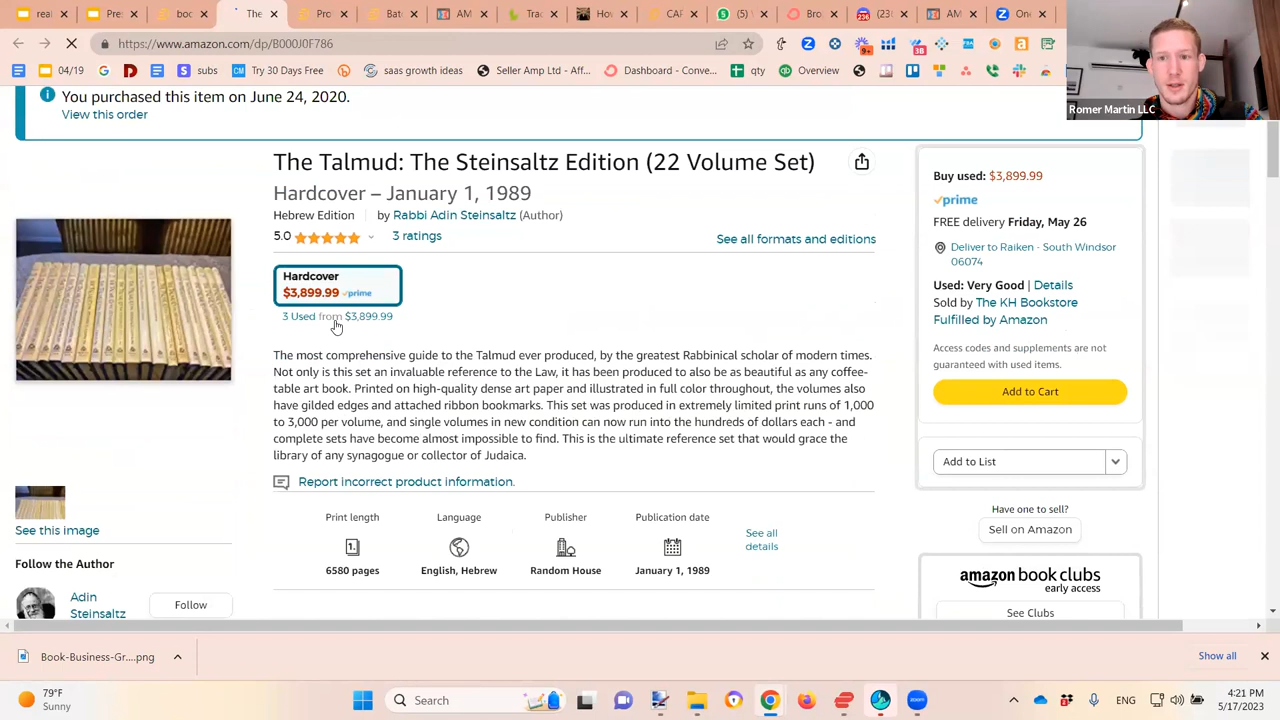 The
Th
Pri
Bat
AM
Tur
Ho
CAF
(5)
Bro
(23
AM
One
https://www.amazon.com/dp/B000J0F786
04/19
subs
Try 30 Days Free
saas growth ideas
Seller Amp Ltd - Aff...
Dashboard - Conve...
qty
Overview
Romer Martin LLC
You purchased this item on June 24, 2020.
View this order
The Talmud: The Steinsaltz Edition (22 Volume Set)
Hardcover – January 1, 1989
Hebrew Edition by Rabbi Adin Steinsaltz (Author)
5.0 3 ratings
See all formats and editions
Hardcover
$3,899.99 prime
3 Used from $3,899.99
The most comprehensive guide to the Talmud ever produced, by the greatest Rabbinical scholar of modern times.
Not only is this set an invaluable reference to the Law, it has been produced to also be as beautiful as any coffee-
table art book. Printed on high-quality dense art paper and illustrated in full color throughout, the volumes also
have gilded edges and attached ribbon bookmarks. This set was produced in extremely limited print runs of 1,000
to 3,000 per volume, and single volumes in new condition can now run into the hundreds of dollars each - and
complete sets have become almost impossible to find. This is the ultimate reference set that would grace the
library of any synagogue or collector of Judaica.
Report incorrect product information.
Print length
6580 pages
Language
English, Hebrew
Publisher
Random House
Publication date
January 1, 1989
See all
details
See this image
Follow the Author
Adin
Steinsaltz
Follow
Buy used: $3,899.99
prime
FREE delivery Friday, May 26
Deliver to Raiken - South Windsor
06074
Used: Very Good | Details
Sold by The KH Bookstore
Fulfilled by Amazon
Access codes and supplements are not
guaranteed with used items.
Add to Cart
Add to List
Have one to sell?
Sell on Amazon
amazon book clubs
early access
See Clubs
Book-Business-Gr....png
Show all
79°F
Sunny
Search
ENG
4:21 PM
5/17/2023